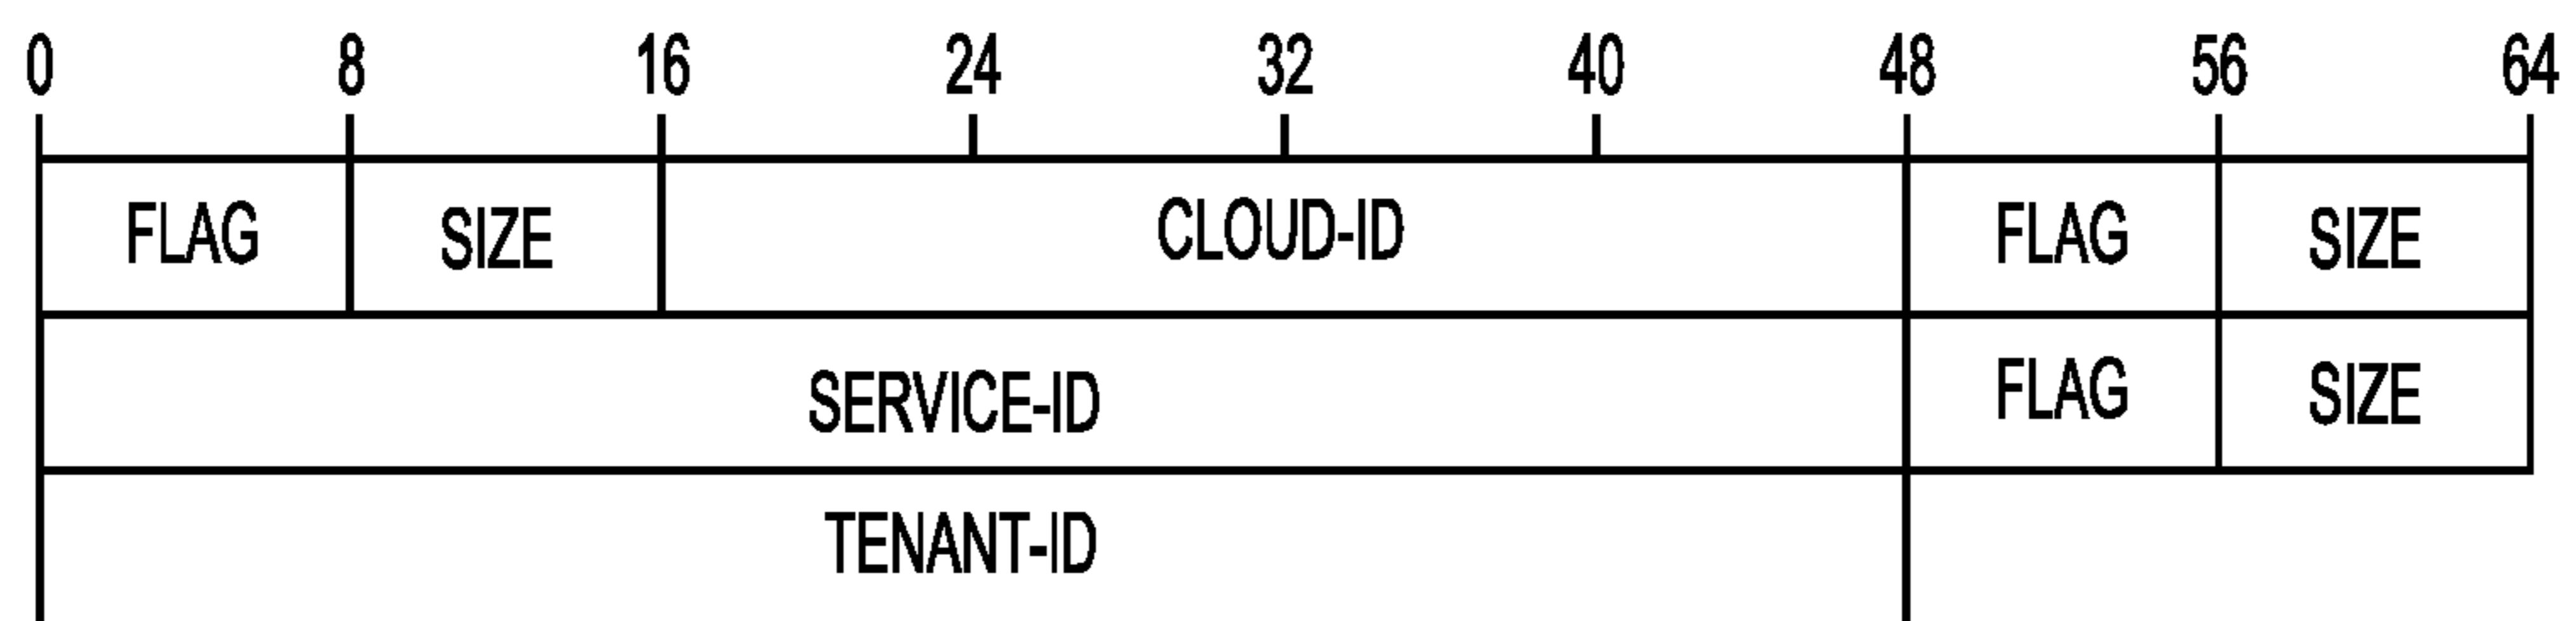 0 8 16 24 32 40 48 56 64
FLAG SIZE CLOUD-ID FLAG SIZE
SERVICE-ID FLAG SIZE
TENANT-ID